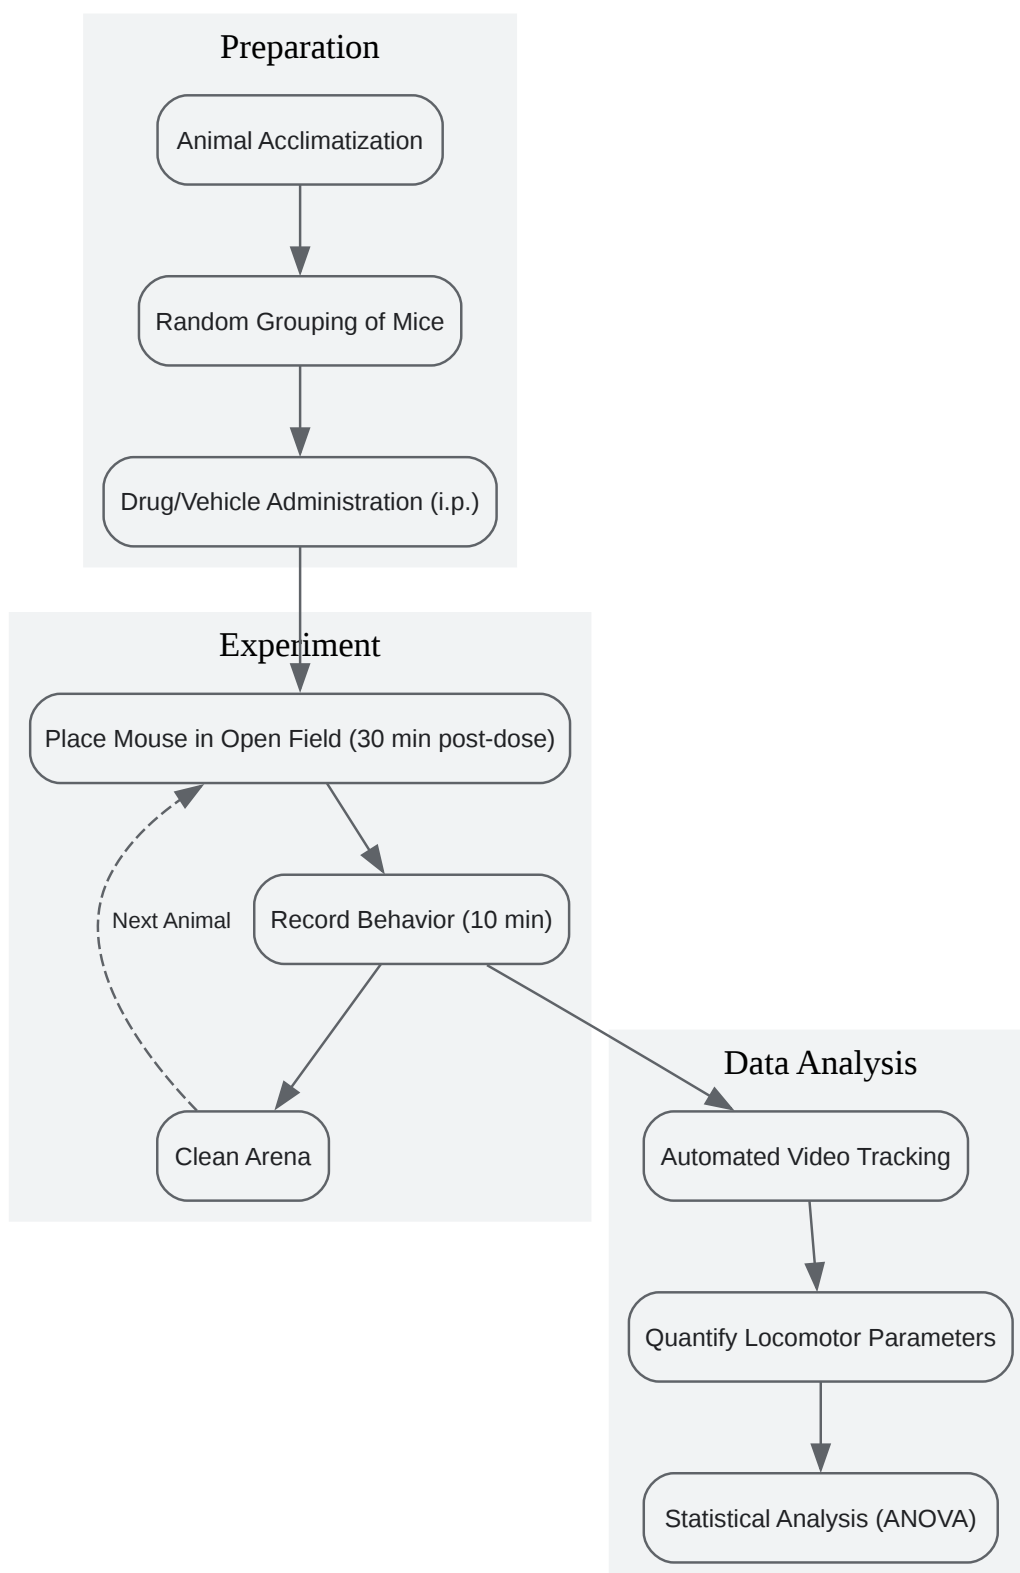 Preparation
Animal Acclimatization
Random Grouping of Mice
Drug/Vehicle Administration (i.p.)
Experiment
Place Mouse in Open Field (30 min post-dose)
Next Animal
Record Behavior (10 min)
Clean Arena
Data Analysis
Automated Video Tracking
Quantify Locomotor Parameters
Statistical Analysis (ANOVA)